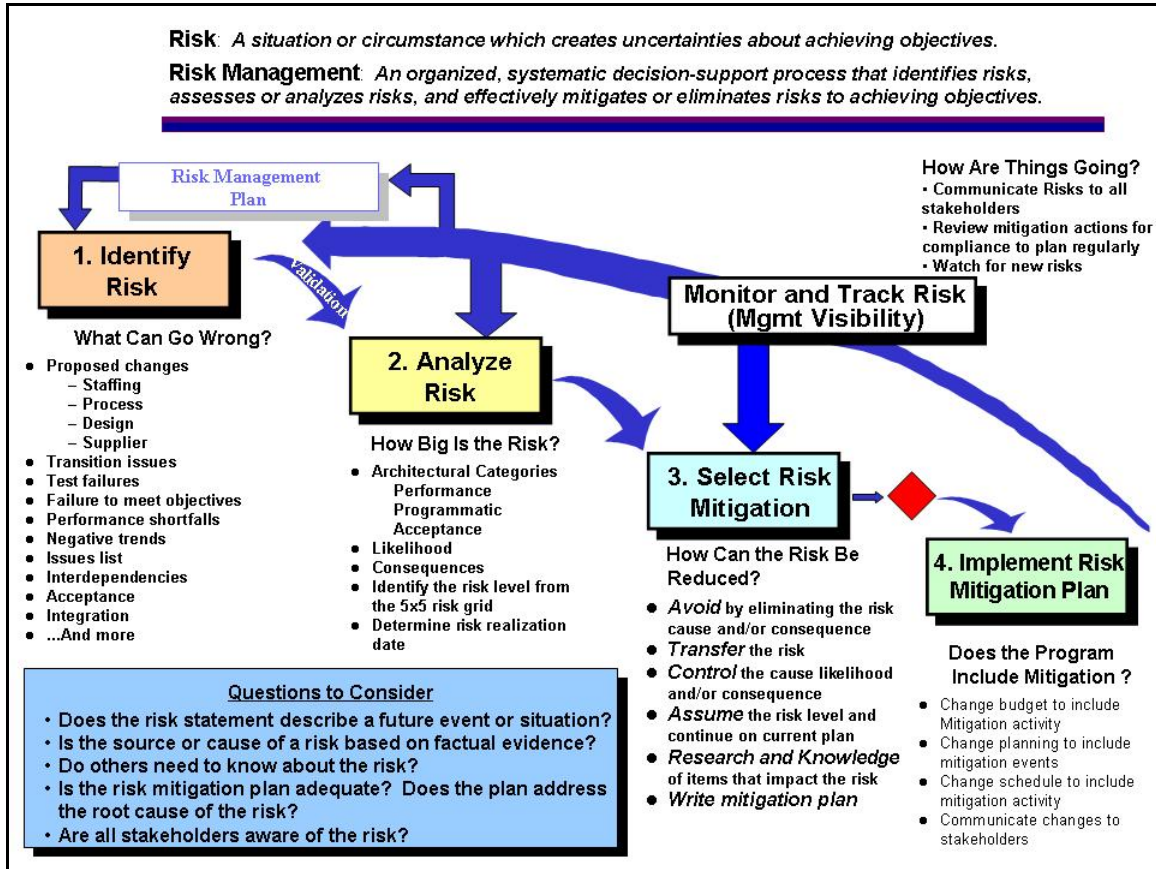 Risk: A situation or circumstance which creates uncertainties about achieving objectives.
Risk Management: An organized, systematic decision-support process that identifies risks,
assesses or analyzes risks, and effectively mitigates or eliminates risks to achieving objectives.
Risk Management
Plan
How Are Things Going?
• Communicate Risks to all
stakeholders
• Review mitigation actions for
compliance to plan regularly
• Watch for new risks
1. Identify
Risk
validation
Monitor and Track Risk
(Mgmt Visibility)
What Can Go Wrong?
● Proposed changes
– Staffing
– Process
– Design
– Supplier
● Transition issues
● Test failures
● Failure to meet objectives
● Performance shortfalls
● Negative trends
● Issues list
● Interdependencies
● Acceptance
● Integration
● ...And more
2. Analyze
Risk
How Big Is the Risk?
● Architectural Categories
Performance
Programmatic
Acceptance
● Likelihood
● Consequences
● Identify the risk level from
the 5x5 risk grid
● Determine risk realization
date
3. Select Risk
Mitigation
How Can the Risk Be
Reduced?
● Avoid by eliminating the risk
cause and/or consequence
● Transfer the risk
● Control the cause likelihood
and/or consequence
● Assume the risk level and
continue on current plan
● Research and Knowledge
of items that impact the risk
● Write mitigation plan
4. Implement Risk
Mitigation Plan
Does the Program
Include Mitigation ?
● Change budget to include
Mitigation activity
● Change planning to include
mitigation events
● Change schedule to include
mitigation activity
● Communicate changes to
stakeholders
Questions to Consider
• Does the risk statement describe a future event or situation?
• Is the source or cause of a risk based on factual evidence?
• Do others need to know about the risk?
• Is the risk mitigation plan adequate? Does the plan address
the root cause of the risk?
• Are all stakeholders aware of the risk?